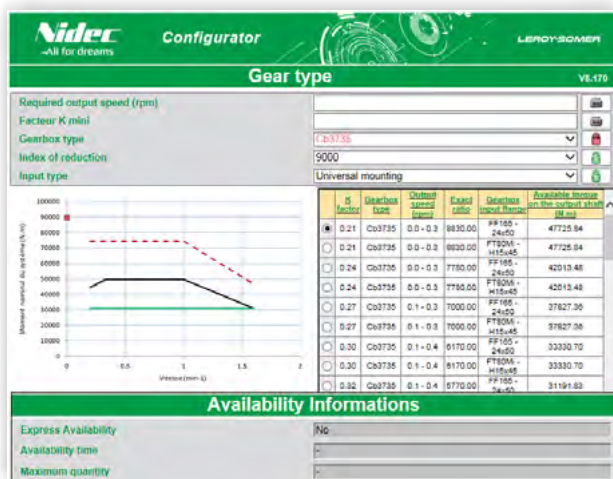 Nidec
-All for dreams
Configurator
LEROY-SOMER
Gear type
V8.170
Required output speed (rpm)
Facteur K mini
Gearbox type Cb3735
Index of reduction 9000
Input type Universal mounting
100000
90000
80000
70000
60000
50000
40000
30000
20000
10000
0
0 0.5 1 1.5 2
Moment nominal du système (N.m)
Vitesse (min-1)
K factor Gearbox type Output speed (rpm) Exact ratio Gearbox input flange Available torque on the output shaft (N.m)
0.21 Cb3735 0.0 - 0.3 8830.00 FF165 - 24x50 47725.84
0.21 Cb3735 0.0 - 0.3 8830.00 FT80Mi - H15x45 47725.84
0.24 Cb3735 0.0 - 0.3 7780.00 FF165 - 24x50 42013.48
0.24 Cb3735 0.0 - 0.3 7780.00 FT80Mi - H15x45 42013.48
0.27 Cb3735 0.1 - 0.3 7000.00 FF165 - 24x50 37827.36
0.27 Cb3735 0.1 - 0.3 7000.00 FT80Mi - H15x45 37827.36
0.30 Cb3735 0.1 - 0.4 6170.00 FF165 - 24x50 33330.70
0.30 Cb3735 0.1 - 0.4 6170.00 FT80Mi - H15x45 33330.70
0.32 Cb3735 0.1 - 0.4 5770.00 FF165 - 24x50 31191.83
Availability Informations
Express Availability No
Availability time -
Maximum quantity -